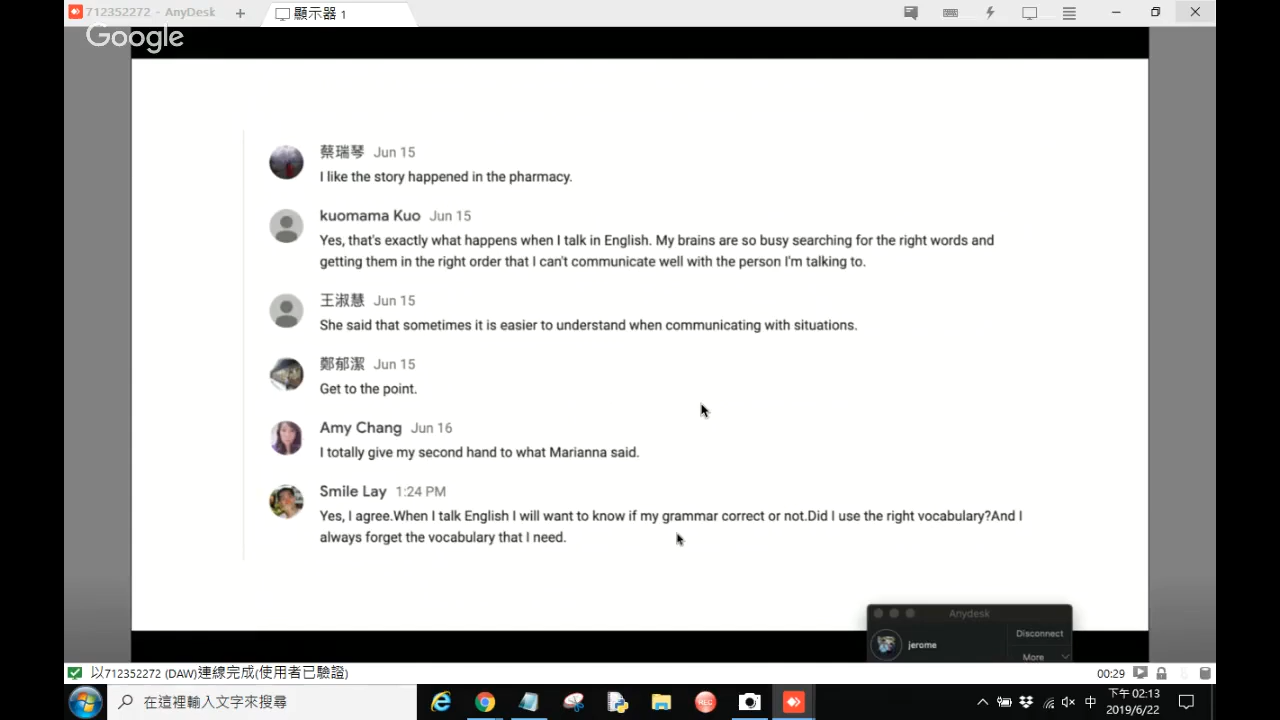 712352272 - AnyDesk
顯示器 1
Google
蔡瑞琴 Jun 15
I like the story happened in the pharmacy.
kuomama Kuo Jun 15
Yes, that's exactly what happens when I talk in English. My brains are so busy searching for the right words and
getting them in the right order that I can't communicate well with the person I'm talking to.
王淑慧 Jun 15
She said that sometimes it is easier to understand when communicating with situations.
鄭郁潔 Jun 15
Get to the point.
Amy Chang Jun 16
I totally give my second hand to what Marianna said.
Smile Lay 1:24 PM
Yes, I agree.When I talk English I will want to know if my grammar correct or not.Did I use the right vocabulary?And I
always forget the vocabulary that I need.
Anydesk
jerome
Disconnect
More
以712352272 (DAW)連線完成(使用者已驗證)
00:29
在這裡輸入文字來搜尋
REC
中
下午 02:13
2019/6/22